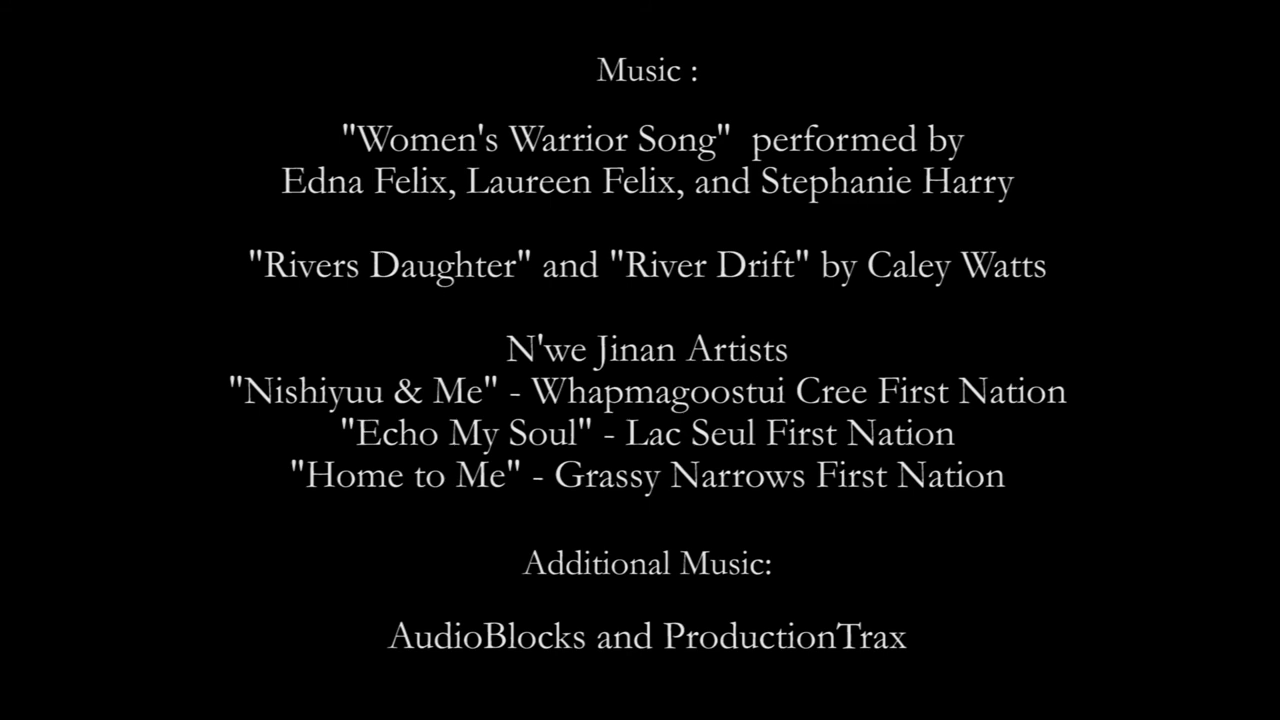 Music :
"Women's Warrior Song"  performed by
Edna Felix, Laureen Felix, and Stephanie Harry
"Rivers Daughter" and "River Drift" by Caley Watts
N'we Jinan Artists
"Nishiyuu & Me" - Whapmagoostui Cree First Nation
"Echo My Soul" - Lac Seul First Nation
"Home to Me" - Grassy Narrows First Nation
Additional Music:
AudioBlocks and ProductionTrax